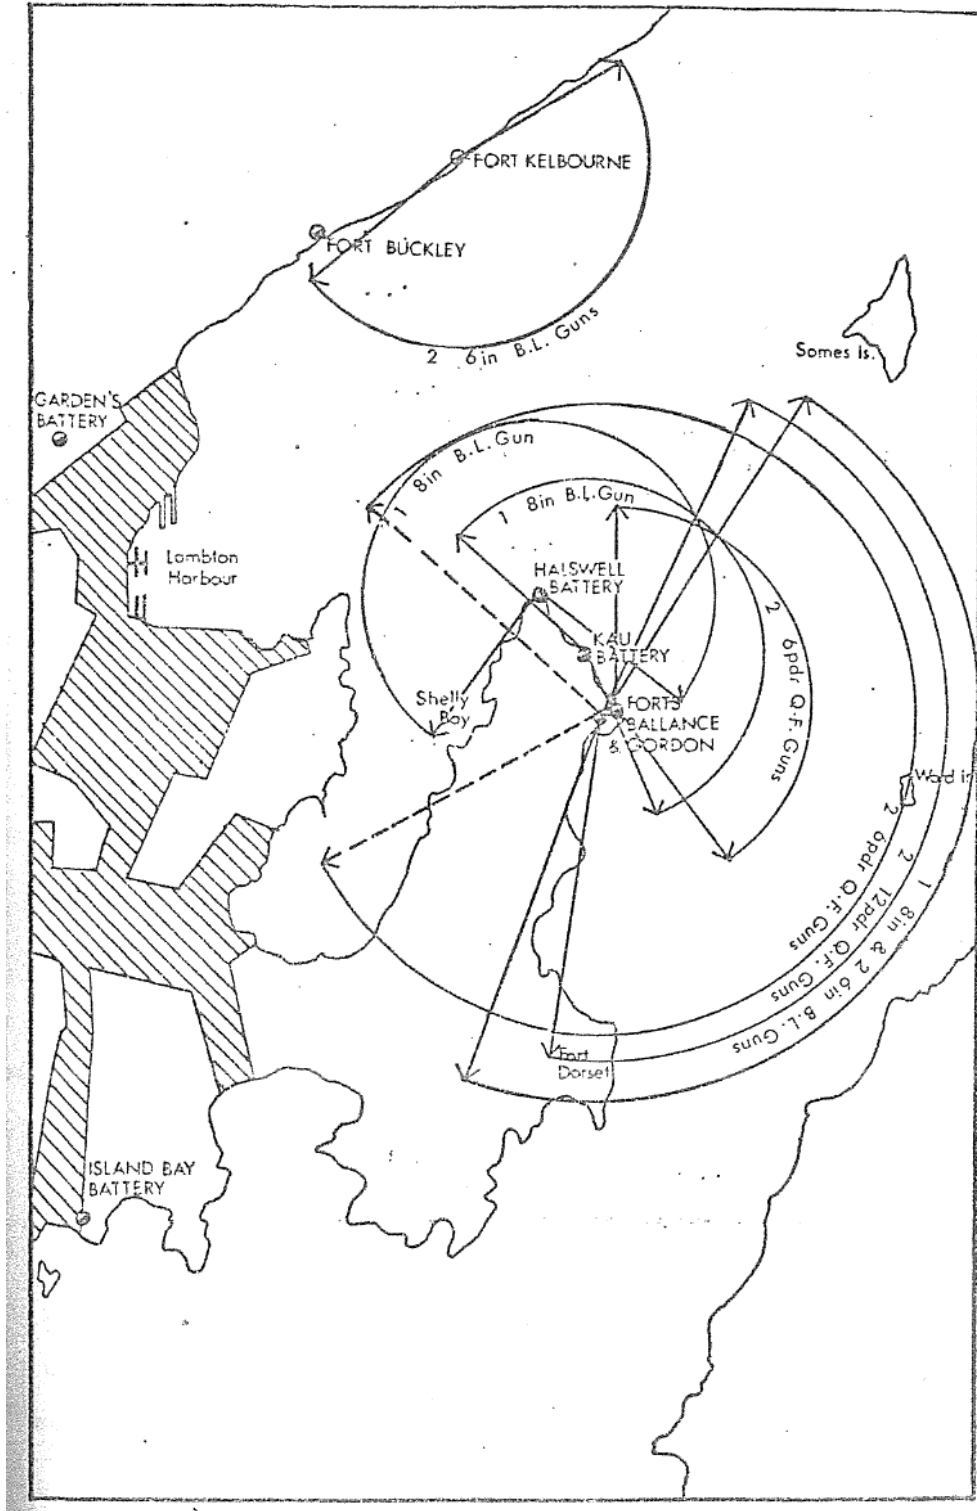 FORT KELBOURNE
FORT BUCKLEY
2 6in B.L. Guns
Somes Is.
GARDEN'S
BATTERY
8in B.L. Gun
1 8in B.L. Gun
Lambton
Harbour
HALSWELL
BATTERY
KAU
BATTERY
2 6pdr Q.F. Guns
Shelly
Bay
FORTS
BALLANCE
& GORDON
Ward
2 6pdr Q.F. Guns
2 12pdr Q.F. Guns
1 8in & 2 6in B.L. Guns
Fort
Dorset
ISLAND BAY
BATTERY